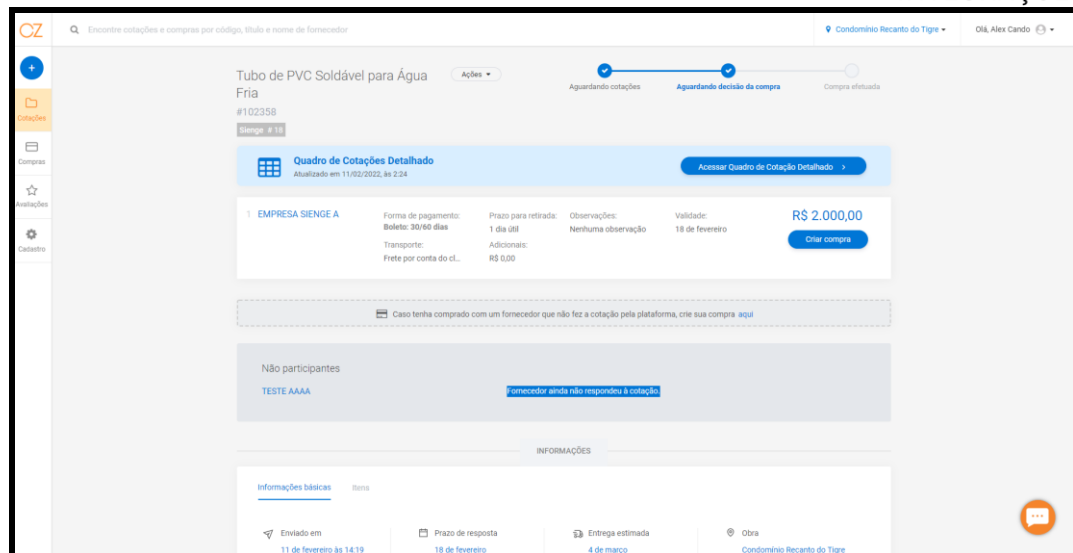 CZ
Encontre cotações e compras por código, título e nome de fornecedor
Condomínio Recanto do Tigre
Olá, Alex Cando
+
Cotações
Compras
Avaliações
Cadastro
Tubo de PVC Soldável para Água
Fria
Ações
#102358
Sienge # 18
Aguardando cotações
Aguardando decisão da compra
Compra efetuada
Quadro de Cotações Detalhado
Atualizado em 11/02/2022, às 2:24
Acessar Quadro de Cotação Detalhado >
1 EMPRESA SIENGE A
Forma de pagamento:
Boleto: 30/60 dias
Transporte:
Frete por conta do cl...
Prazo para retirada:
1 dia útil
Adicionais:
R$ 0,00
Observações:
Nenhuma observação
Validade:
18 de fevereiro
R$ 2.000,00
Criar compra
Caso tenha comprado com um fornecedor que não fez a cotação pela plataforma, crie sua compra aqui
Não participantes
TESTE AAAA
Fornecedor ainda não respondeu à cotação.
INFORMAÇÕES
Informações básicas
Itens
Enviado em
11 de fevereiro às 14:19
Prazo de resposta
18 de fevereiro
Entrega estimada
4 de março
Obra
Condomínio Recanto do Tigre